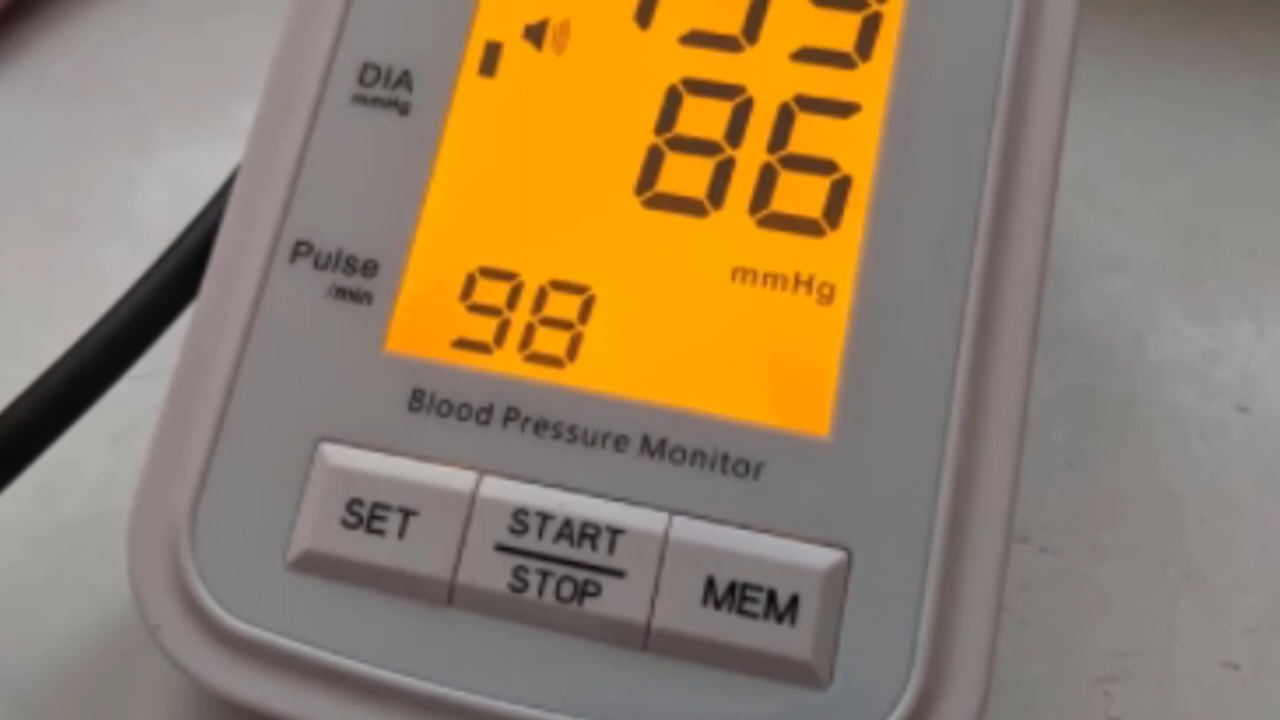 DIA
mmHg
86
Pulse
/min
98
mmHg
Blood Pressure Monitor
SET
START
STOP
MEM